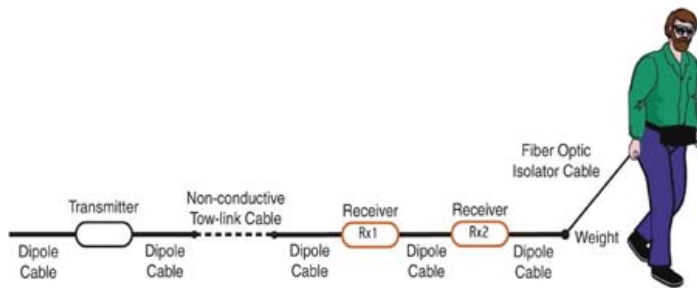 Fiber Optic
Isolator Cable
Transmitter
Non-conductive
Tow-link Cable
Receiver
Receiver
Rx1
Rx2
Weight
Dipole
Cable
Dipole
Cable
Dipole
Cable
Dipole
Cable
Dipole
Cable